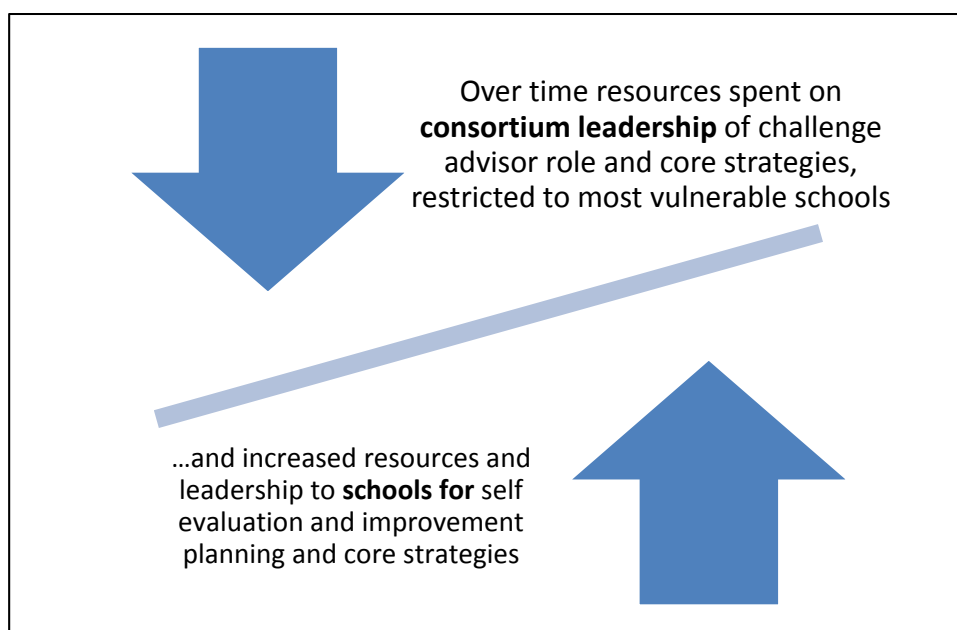 Over time resources spent on
consortium leadership of challenge
advisor role and core strategies,
restricted to most vulnerable schools
...and increased resources and
leadership to schools for self
evaluation and improvement
planning and core strategies